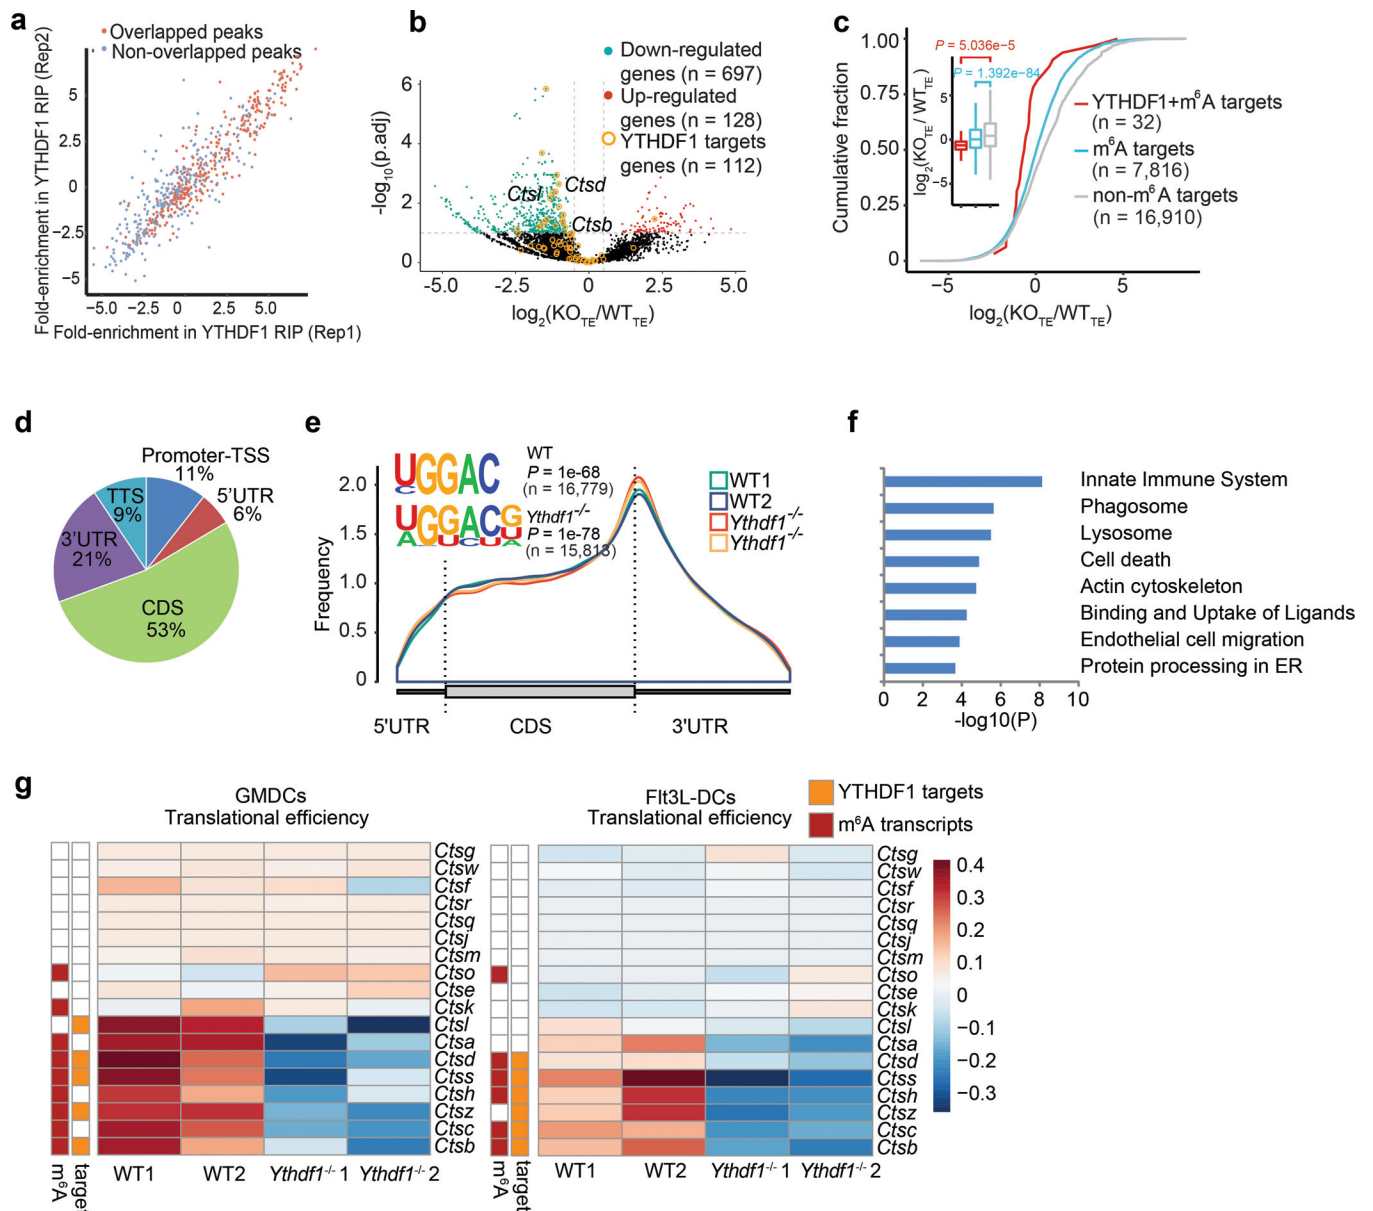 a
Overlapped peaks
Non-overlapped peaks
Fold-enrichment in YTHDF1 RIP (Rep2)
5
2.5
0
−2.5
−5
−5.0 −2.5 0 2.5 5.0
Fold-enrichment in YTHDF1 RIP (Rep1)
b
Down-regulated
genes (n = 697)
Up-regulated
genes (n = 128)
YTHDF1 targets
genes (n = 112)
-log10(p.adj)
6
4
2
0
Ctsl
Ctsd
Ctsb
-5.0 -2.5 0 2.5 5.0
log2(KOTE/WTTE)
c
Cumulative fraction
1.00
0.75
0.50
0.25
0
P = 5.036e−5
P = 1.392e−84
log2(KOTE / WTTE)
5
0
−5
YTHDF1+m6A targets
(n = 32)
m6A targets
(n = 7,816)
non-m6A targets
(n = 16,910)
−5 0 5
log2(KOTE/WTTE)
d
Promoter-TSS
11%
5'UTR
6%
TTS
9%
3'UTR
21%
CDS
53%
e
Frequency
2.0
1.5
1.0
0.5
0
UGGAC
WT
P = 1e-68
(n = 16,779)
UGGACG
Ythdf1-/-
P = 1e-78
(n = 15,813)
WT1
WT2
Ythdf1-/-
Ythdf1-/-
5'UTR CDS 3'UTR
f
Innate Immune System
Phagosome
Lysosome
Cell death
Actin cytoskeleton
Binding and Uptake of Ligands
Endothelial cell migration
Protein processing in ER
0 2 4 6 8 10
-log10(P)
g
GMDCs
Translational efficiency
Ctsg
Ctsw
Ctsf
Ctsr
Ctsq
Ctsj
Ctsm
Ctso
Ctse
Ctsk
Ctsl
Ctsa
Ctsd
Ctss
Ctsh
Ctsz
Ctsc
Ctsb
m6A target WT1 WT2 Ythdf1-/- 1 Ythdf1-/- 2
Flt3L-DCs
Translational efficiency
Ctsg
Ctsw
Ctsf
Ctsr
Ctsq
Ctsj
Ctsm
Ctso
Ctse
Ctsk
Ctsl
Ctsa
Ctsd
Ctss
Ctsh
Ctsz
Ctsc
Ctsb
m6A target WT1 WT2 Ythdf1-/- 1 Ythdf1-/- 2
YTHDF1 targets
m6A transcripts
0.4
0.3
0.2
0.1
0
−0.1
−0.2
−0.3